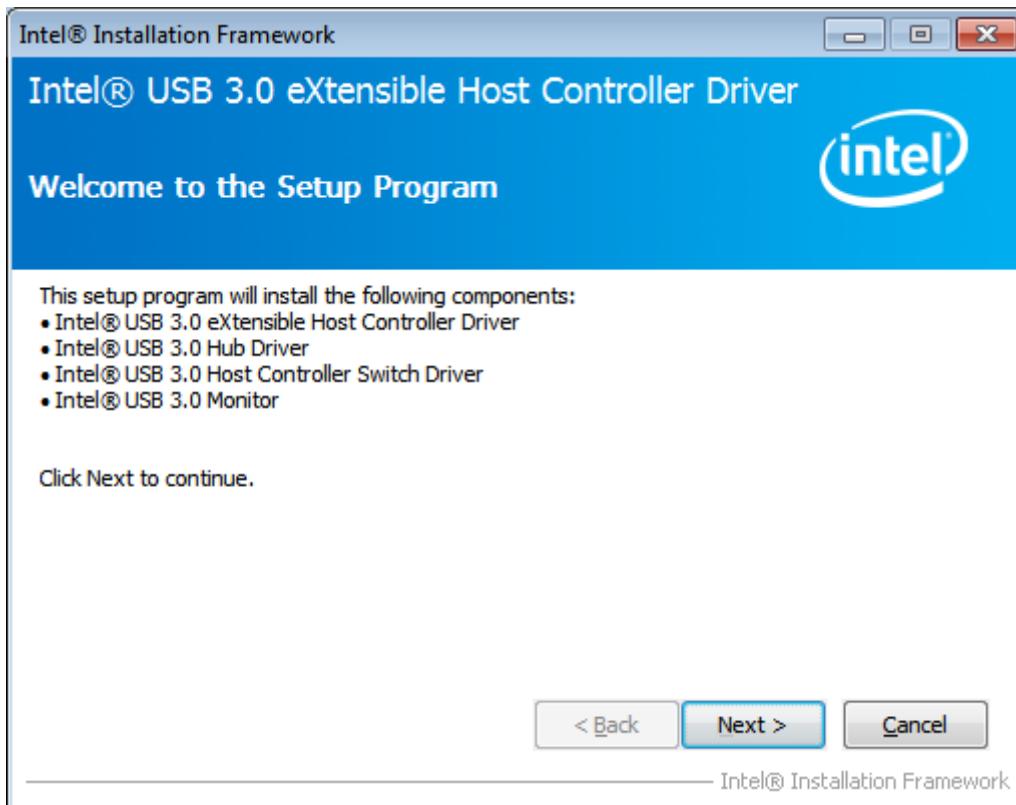 Intel® Installation Framework
Intel® USB 3.0 eXtensible Host Controller Driver
intel
Welcome to the Setup Program
This setup program will install the following components:
• Intel® USB 3.0 eXtensible Host Controller Driver
• Intel® USB 3.0 Hub Driver
• Intel® USB 3.0 Host Controller Switch Driver
• Intel® USB 3.0 Monitor
Click Next to continue.
< Back Next > Cancel
Intel® Installation Framework